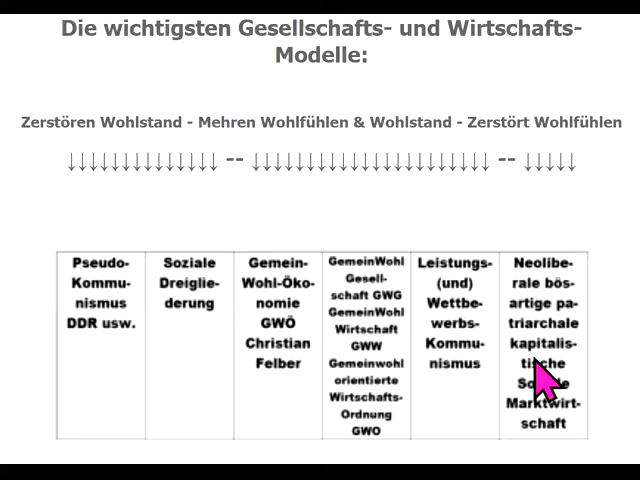 Die wichtigsten Gesellschafts- und Wirtschafts-
Modelle:
Zerstören Wohlstand - Mehren Wohlfühlen & Wohlstand - Zerstört Wohlfühlen
↓↓↓↓↓↓↓↓↓↓↓↓↓↓ -- ↓↓↓↓↓↓↓↓↓↓↓↓↓↓↓↓↓↓↓↓↓↓ -- ↓↓↓↓↓
Pseudo-
Kommu-
nismus
DDR usw.
Soziale
Dreiglie-
derung
Gemein-
Wohl-Öko-
nomie
GWÖ
Christian
Felber
GemeinWohl
Gesell-
schaft GWG
GemeinWohl
Wirtschaft
GWW
Gemeinwohl
orientierte
Wirtschafts-
Ordnung
GWO
Leistungs-
(und)
Wettbe-
werbs-
Kommu-
nismus
Neolibe-
rale bös-
artige pa-
triarchale
kapitalis-
tische
Marktwirt-
schaft